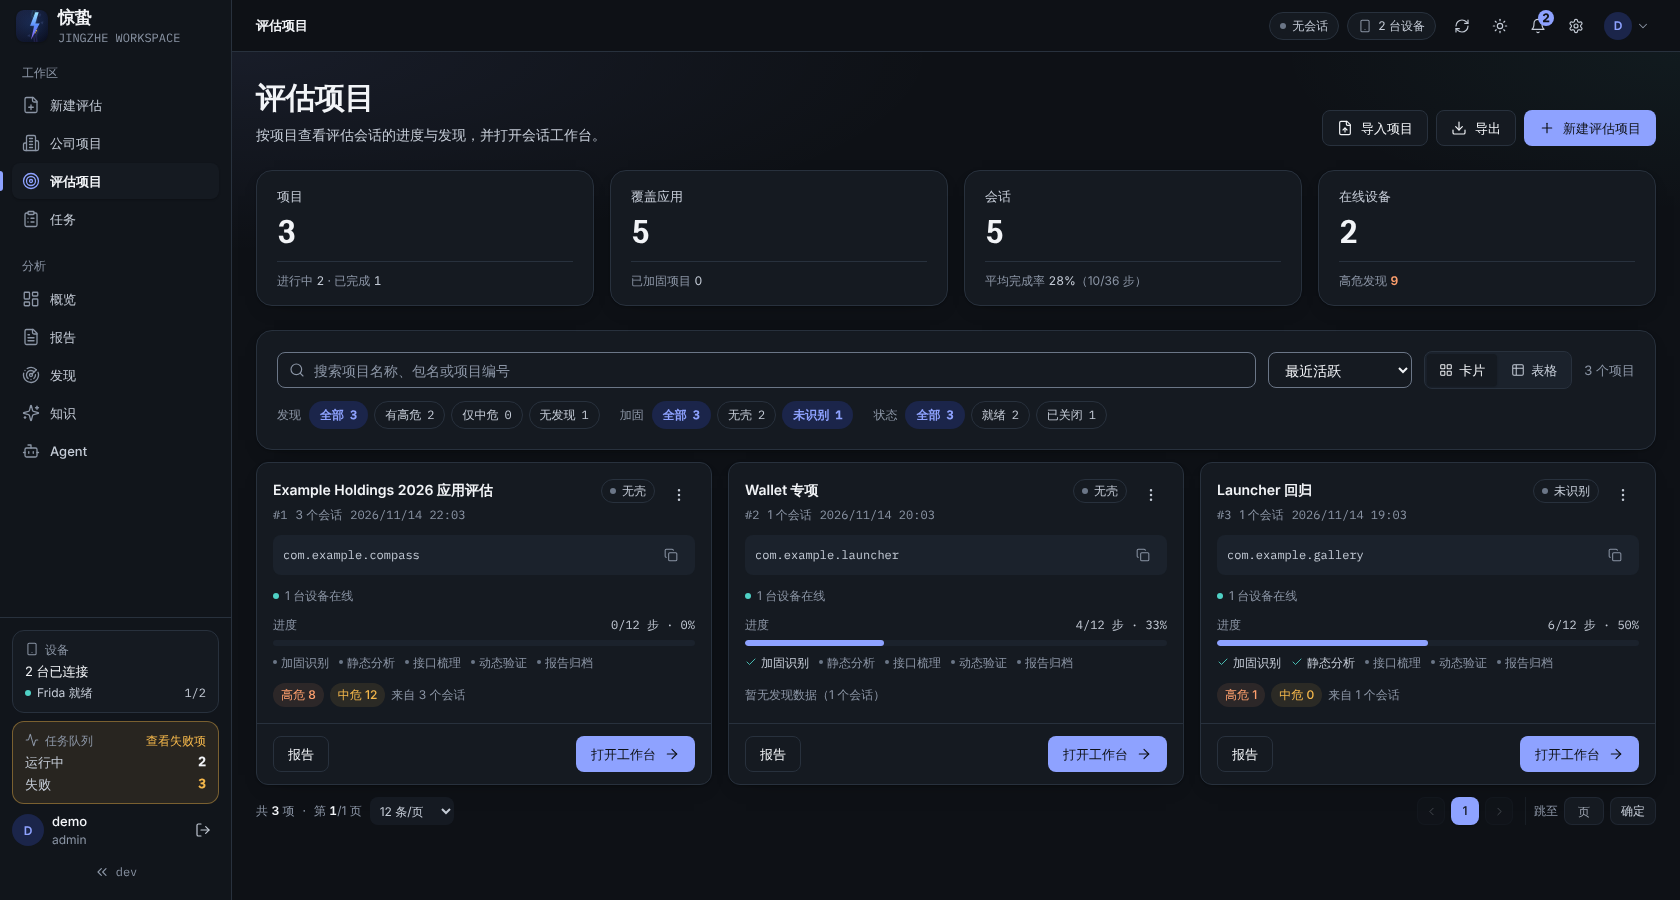 惊蛰
JINGZHE WORKSPACE
工作区
新建评估
公司项目
评估项目
任务
分析
概览
报告
发现
知识
Agent
设备
2 台已连接
Frida 就绪 1/2
任务队列 查看失败项
运行中 2
失败 3
D demo
admin
dev
评估项目
无会话 2 台设备 2 D
评估项目
按项目查看评估会话的进度与发现，并打开会话工作台。
导入项目 导出 新建评估项目
项目
3
进行中 2 · 已完成 1
覆盖应用
5
已加固项目 0
会话
5
平均完成率 28%（10/36 步）
在线设备
2
高危发现 9
搜索项目名称、包名或项目编号 最近活跃 卡片 表格 3 个项目
发现 全部 3 有高危 2 仅中危 0 无发现 1 加固 全部 3 无壳 2 未识别 1 状态 全部 3 就绪 2 已关闭 1
Example Holdings 2026 应用评估 无壳
#1 3 个会话 2026/11/14 22:03
com.example.compass
1 台设备在线
进度 0/12 步 · 0%
加固识别 静态分析 接口梳理 动态验证 报告归档
高危 8 中危 12 来自 3 个会话
报告 打开工作台
Wallet 专项 无壳
#2 1 个会话 2026/11/14 20:03
com.example.launcher
1 台设备在线
进度 4/12 步 · 33%
加固识别 静态分析 接口梳理 动态验证 报告归档
暂无发现数据（1 个会话）
报告 打开工作台
Launcher 回归 未识别
#3 1 个会话 2026/11/14 19:03
com.example.gallery
1 台设备在线
进度 6/12 步 · 50%
加固识别 静态分析 接口梳理 动态验证 报告归档
高危 1 中危 0 来自 1 个会话
报告 打开工作台
共 3 项 · 第 1/1 页 12 条/页 1 跳至 页 确定